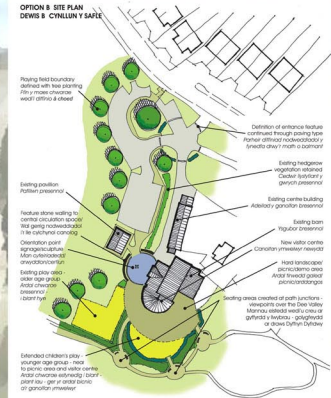 OPTION B SITE PLAN
DEWIS B CYNLLUN Y SAFLE
Playing field boundary
defined with tree planting
Ffin y maes chwarae
wedi'i diffinio â choed
Existing pavilion
Pafiliwn presennol
Feature stone walling to
central circulation space/
Wal gerrig nodweddiadol
i'r lle cylchynol canolog
Orientation point
signage/sculpture
Man cyfeiriadedd/
arwyddion/cerflun
Existing play area -
older age group
Ardal chwarae
bresennol -
i blant hyn
Extended children's play -
younger age group - near
to picnic area and visitor centre
Ardal chwarae estynedig i blant -
plant iau - ger yr ardal bicnic
a'r ganolfan ymwelwyr
Definition of entrance feature
continued through paving type
Parhau diffiniad nodweddiadol y
fynedfa drwy'r math o balmant
Existing hedgerow
vegetation retained
Cedwir llystyfiant y
gwrych presennol
Existing centre building
Adeilad y ganolfan bresennol
Existing barn
Ysgubor bresennol
New visitor centre
Canolfan ymwelwyr newydd
Hard landscape/
picnic/demo area
Ardal tirwedd galed/
picnic/arddangos
Seating areas created at path junctions -
viewpoints over the Dee Valley
Mannau eistedd wedi'u creu ar
gyffyrdd y llwybrau - golygfeydd
ar draws Dyffryn Dyfrdwy